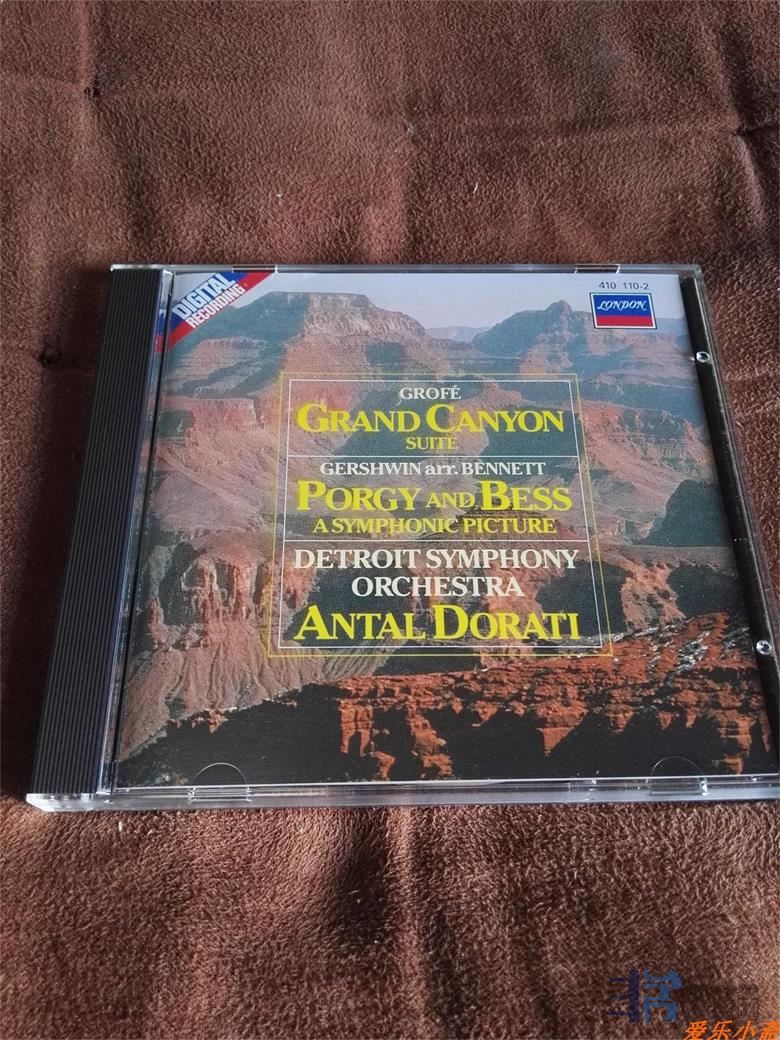 DIGITAL
RECORDING
410 110-2
LONDON
GROFÉ
GRAND CANYON
SUITE
GERSHWIN arr. BENNETT
PORGY AND BESS
A SYMPHONIC PICTURE
DETROIT SYMPHONY
ORCHESTRA
ANTAL DORATI
爱乐小斋